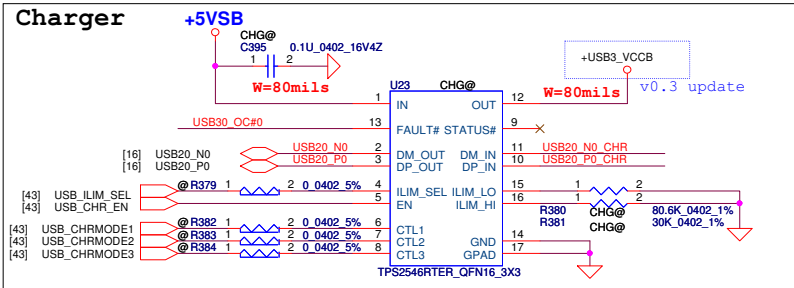 Charger
+5VSB
CHG@
C395 0.1U_0402_16V4Z
1 2
W=80mils
+USB3_VCCB
v0.3 update
U23 CHG@
1 IN OUT 12 W=80mils
USB30_OC#0 13 FAULT# STATUS# 9
[16] USB20_N0 USB20_N0 2 DM_OUT DM_IN 11 USB20_N0_CHR
[16] USB20_P0 USB20_P0 3 DP_OUT DP_IN 10 USB20_P0_CHR
[43] USB_ILIM_SEL @ R379 1 2 0_0402_5% 4 ILIM_SEL ILIM_LO 15 1 2
[43] USB_CHR_EN 5 EN ILIM_HI 16 1 2
R380 CHG@ 80.6K_0402_1%
R381 CHG@ 30K_0402_1%
[43] USB_CHRMODE1 @ R382 1 2 0_0402_5% 6 CTL1
[43] USB_CHRMODE2 @ R383 1 2 0_0402_5% 7 CTL2 GND 14
[43] USB_CHRMODE3 @ R384 1 2 0_0402_5% 8 CTL3 GPAD 17
TPS2546RTER_QFN16_3X3